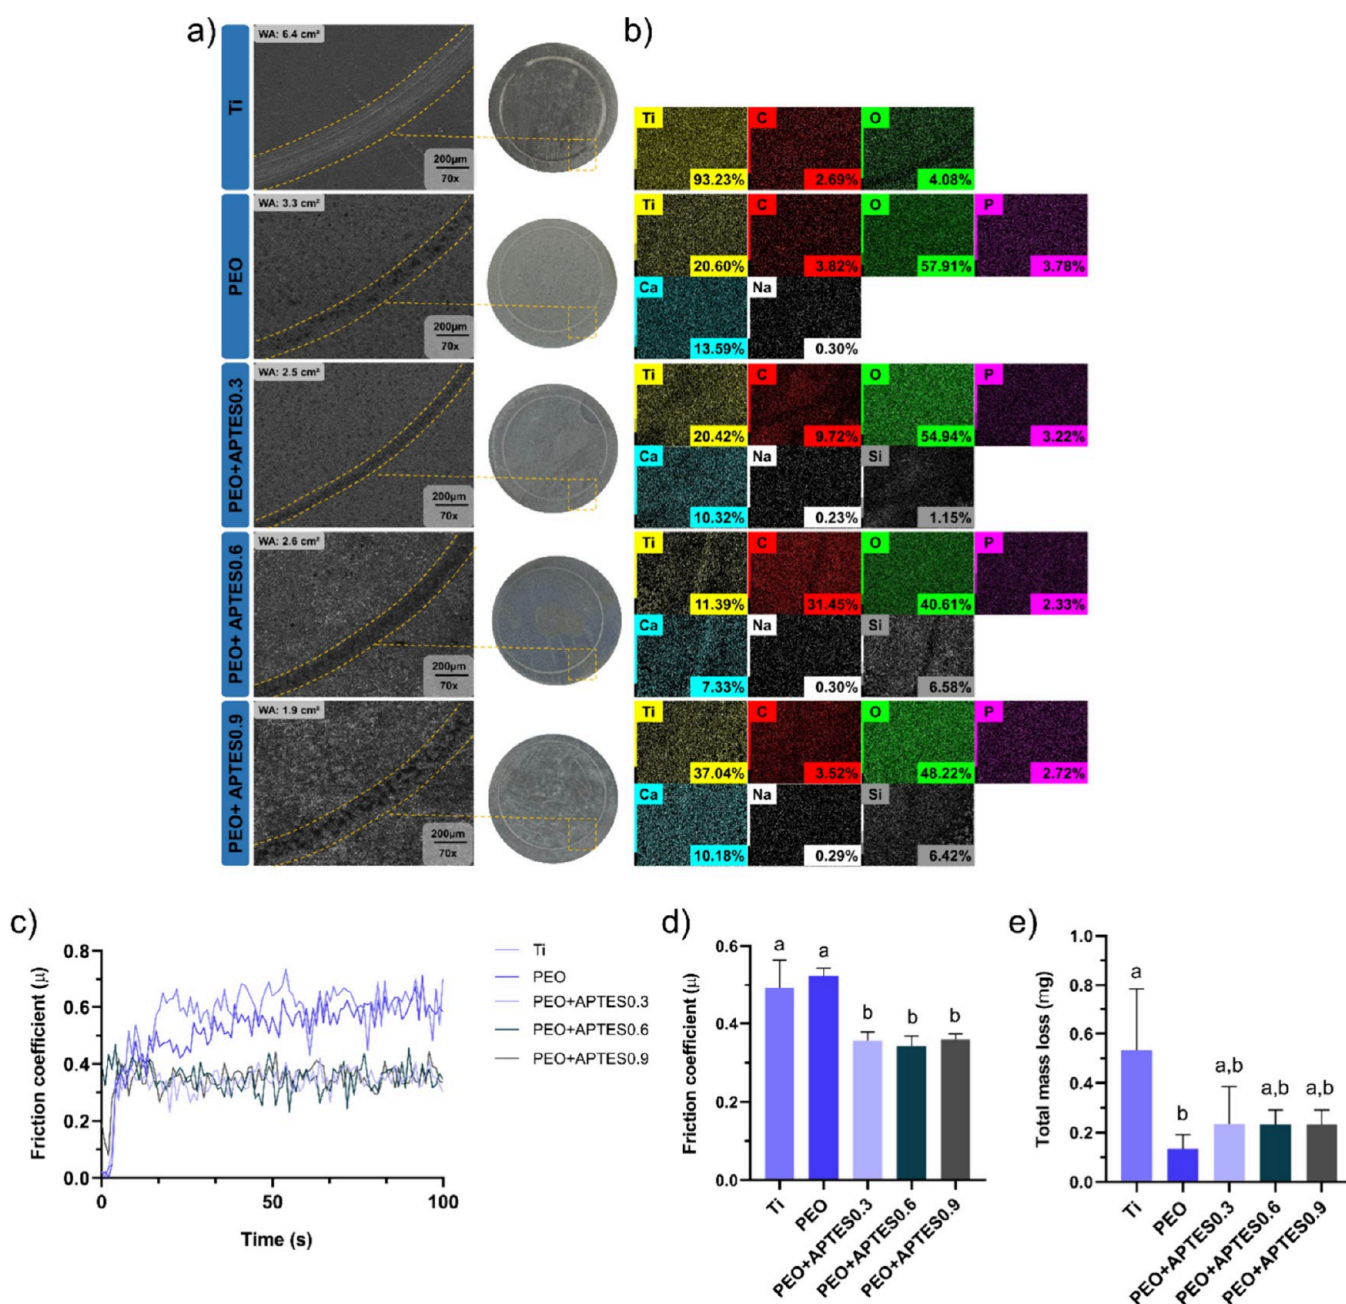 a)
b)
Ti
WA: 6.4 cm²
200µm
70x
Ti
C
O
93.23%
2.69%
4.08%
PEO
WA: 3.3 cm²
200µm
70x
Ti
C
O
P
20.60%
3.82%
57.91%
3.78%
Ca
Na
13.59%
0.30%
PEO+APTES0.3
WA: 2.5 cm²
200µm
70x
Ti
C
O
P
20.42%
9.72%
54.94%
3.22%
Ca
Na
Si
10.32%
0.23%
1.15%
PEO+ APTES0.6
WA: 2.6 cm²
200µm
70x
Ti
C
O
P
11.39%
31.45%
40.61%
2.33%
Ca
Na
Si
7.33%
0.30%
6.58%
PEO+ APTES0.9
WA: 1.9 cm²
200µm
70x
Ti
C
O
P
37.04%
3.52%
48.22%
2.72%
Ca
Na
Si
10.18%
0.29%
6.42%
c)
Friction coefficient (µ)
0.8
0.6
0.4
0.2
0.0
0
50
100
Time (s)
Ti
PEO
PEO+APTES0.3
PEO+APTES0.6
PEO+APTES0.9
d)
Friction coefficient (µ)
0.6
0.4
0.2
0.0
a
a
b
b
b
Ti
PEO
PEO+APTES0.3
PEO+APTES0.6
PEO+APTES0.9
e)
Total mass loss (mg)
1.0
0.8
0.6
0.4
0.2
0.0
a
b
a,b
a,b
a,b
Ti
PEO
PEO+APTES0.3
PEO+APTES0.6
PEO+APTES0.9